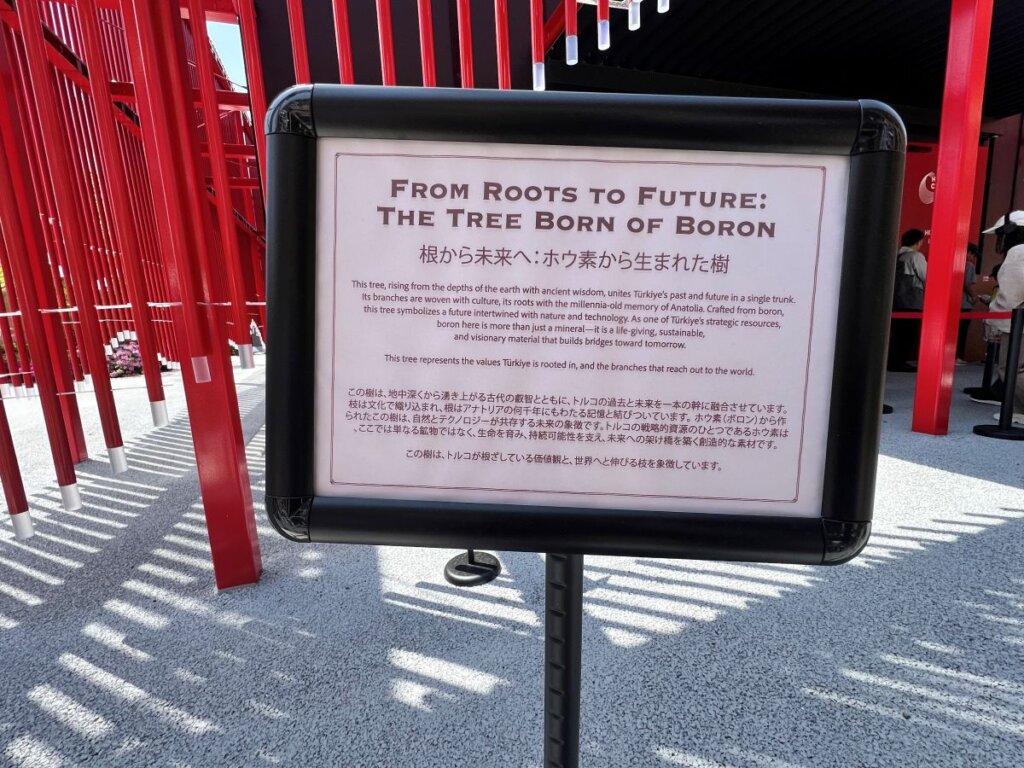 FROM ROOTS TO FUTURE:
THE TREE BORN OF BORON
根から未来へ：ホウ素から生まれた樹
This tree, rising from the depths of the earth with ancient wisdom, unites Türkiye's past and future in a single trunk.
Its branches are woven with culture, its roots with the millennia-old memory of Anatolia. Crafted from boron,
this tree symbolizes a future intertwined with nature and technology. As one of Türkiye's strategic resources,
boron here is more than just a mineral—it is a life-giving, sustainable,
and visionary material that builds bridges toward tomorrow.
This tree represents the values Türkiye is rooted in, and the branches that reach out to the world.
この樹は、地中深くから湧き上がる古代の叡智とともに、トルコの過去と未来を一本の幹に融合させています。
枝は文化で織り込まれ、根はアナトリアの何千年にもわたる記憶と結びついています。ホウ素（ボロン）から作
られたこの樹は、自然とテクノロジーが共存する未来の象徴です。トルコの戦略的資源のひとつであるホウ素は
、ここでは単なる鉱物ではなく、生命を育み、持続可能性を支え、未来への架け橋を築く創造的な素材です。
この樹は、トルコが根ざしている価値観と、世界へと伸びる枝を象徴しています。